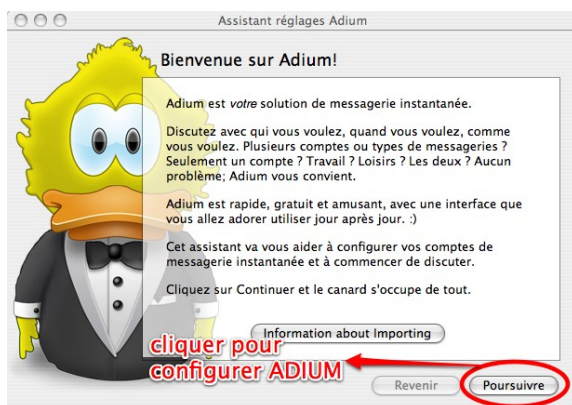 Assistant réglages Adium
Bienvenue sur Adium!
Adium est votre solution de messagerie instantanée.
Discutez avec qui vous voulez, quand vous voulez, comme
vous voulez. Plusieurs comptes ou types de messageries ?
Seulement un compte ? Travail ? Loisirs ? Les deux ? Aucun
problème; Adium vous convient.
Adium est rapide, gratuit et amusant, avec une interface que
vous allez adorer utiliser jour après jour. :)
Cet assistant va vous aider à configurer vos comptes de
messagerie instantanée et à commencer de discuter.
Cliquez sur Continuer et le canard s'occupe de tout.
Information about Importing
cliquer pour
configurer ADIUM
Revenir
Poursuivre